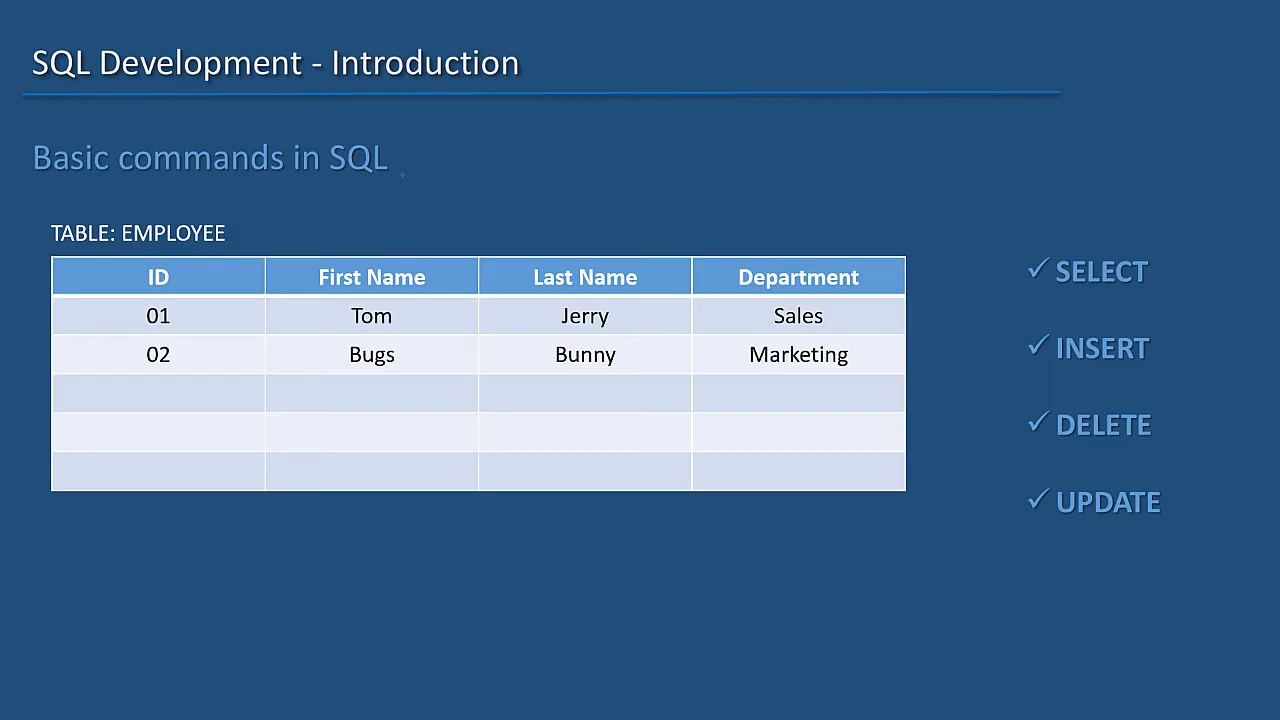 SQL Development - Introduction
Basic commands in SQL
TABLE: EMPLOYEE
ID First Name Last Name Department
01 Tom Jerry Sales
02 Bugs Bunny Marketing
✓ SELECT
✓ INSERT
✓ DELETE
✓ UPDATE